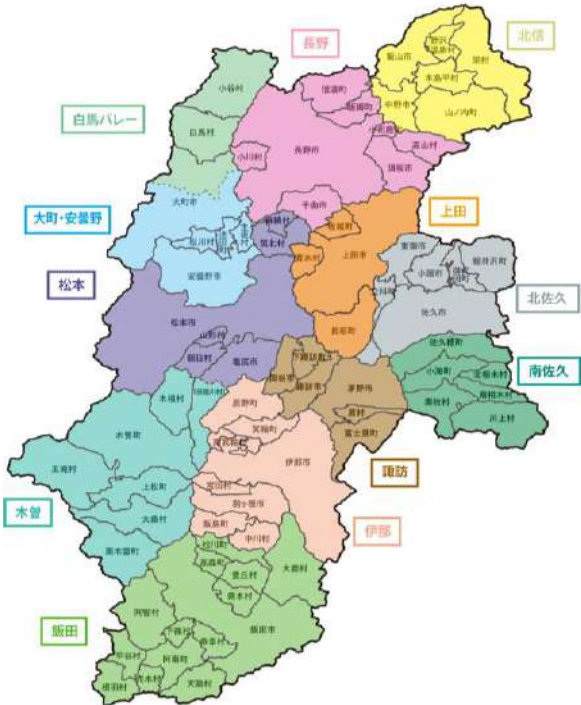 長野
北信
飯山市
野沢
温泉村
栄村
木島平村
中野市
山ノ内町
小谷村
白馬村
白馬バレー
信濃町
飯綱町
小布施町
高山村
須坂市
長野市
小川村
千曲市
大町市
大町・安曇野
松川村
池田町
生坂村
安曇野市
麻績村
筑北村
上田
坂城町
青木村
上田市
長和町
東御市
小諸市
御代田町
軽井沢町
立科町
佐久市
北佐久
松本
松本市
山形村
朝日村
塩尻市
佐久穂町
小海町
北相木村
南相木村
南牧村
川上村
南佐久
下諏訪町
岡谷市
諏訪市
茅野市
原村
富士見町
諏訪
木祖村
木曽町
王滝村
上松町
大桑村
南木曽町
木曽
辰野町
箕輪町
南箕輪村
伊那市
宮田村
駒ヶ根市
飯島町
中川村
伊那
松川町
高森町
豊丘村
喬木村
大鹿村
阿智村
飯田市
下條村
泰阜村
平谷村
阿南町
売木村
天龍村
根羽村
飯田